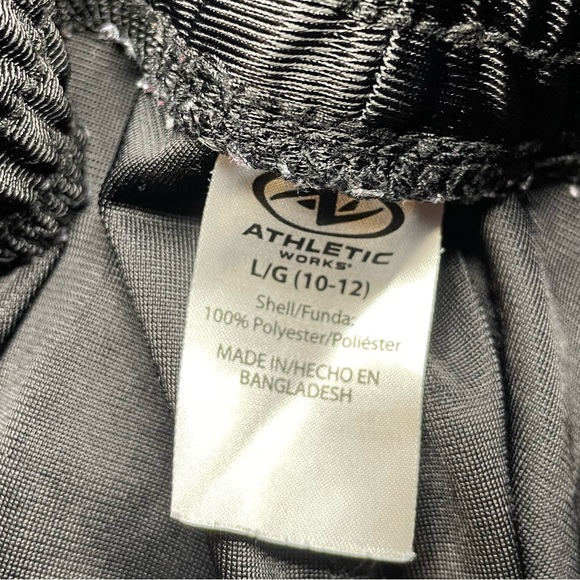 ATHLETIC
WORKS®
L/G (10-12)
Shell/Funda:
100% Polyester/Poliéster
MADE IN/HECHO EN
BANGLADESH